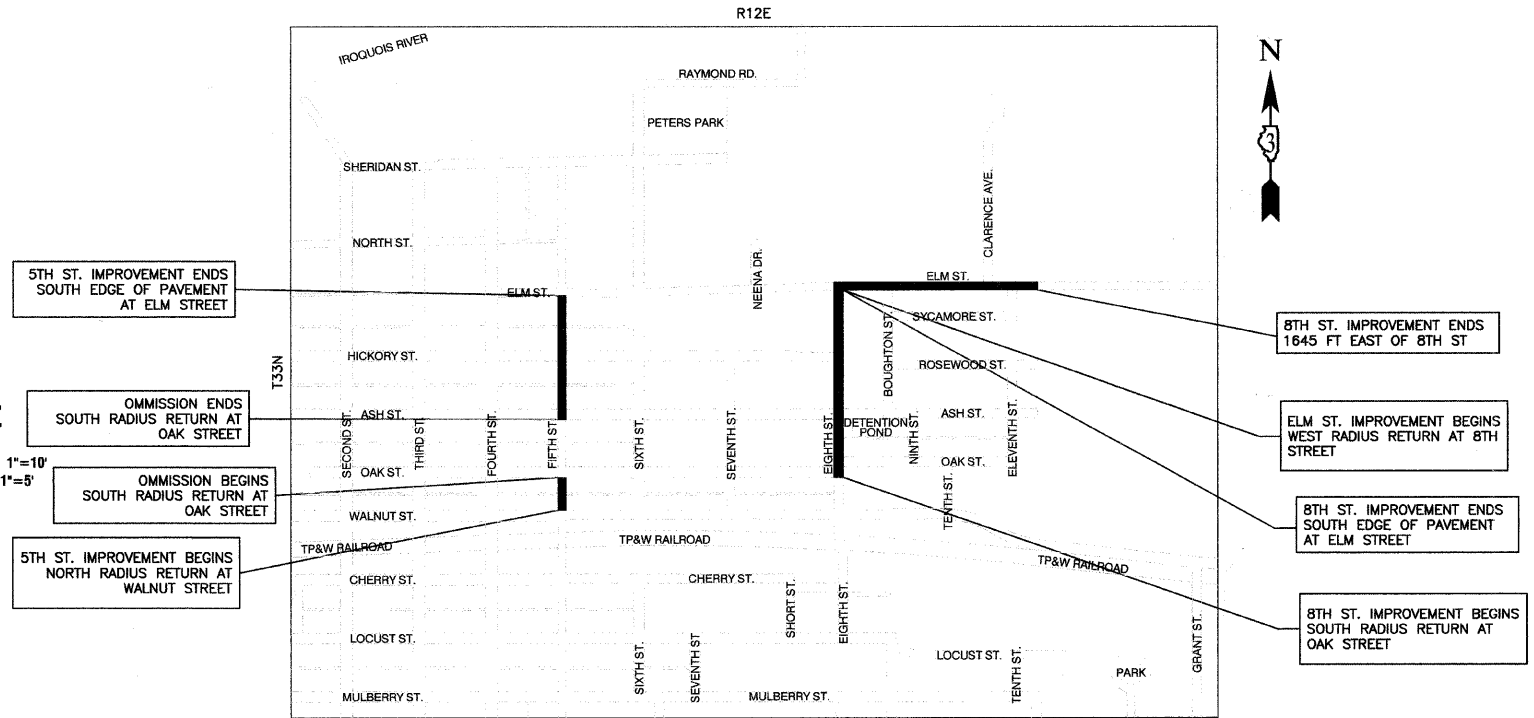 R12E
IROQUOIS RIVER
RAYMOND RD.
PETERS PARK
SHERIDAN ST.
CLARENCE AVE.
NORTH ST.
NEENA DR.
ELM ST.
ELM ST.
SYCAMORE ST.
BOUGHTON ST.
HICKORY ST.
ROSEWOOD ST.
T33N
ASH ST.
SECOND ST.
THIRD ST.
FOURTH ST.
FIFTH ST.
SIXTH ST.
SEVENTH ST.
EIGHTH ST.
DETENTION
POND
NINTH ST.
ASH ST.
ELEVENTH ST.
OAK ST.
OAK ST.
TENTH ST.
WALNUT ST.
TP&W RAILROAD
TP&W RAILROAD
TP&W RAILROAD
CHERRY ST.
CHERRY ST.
SHORT ST.
EIGHTH ST.
LOCUST ST.
SIXTH ST.
SEVENTH ST
LOCUST ST.
TENTH ST.
PARK
GRANT ST.
MULBERRY ST.
MULBERRY ST.
N
3
5TH ST. IMPROVEMENT ENDS
SOUTH EDGE OF PAVEMENT
AT ELM STREET
OMMISSION ENDS
SOUTH RADIUS RETURN AT
OAK STREET
1"=10'
1"=5'
OMMISSION BEGINS
SOUTH RADIUS RETURN AT
OAK STREET
5TH ST. IMPROVEMENT BEGINS
NORTH RADIUS RETURN AT
WALNUT STREET
8TH ST. IMPROVEMENT ENDS
1645 FT EAST OF 8TH ST
ELM ST. IMPROVEMENT BEGINS
WEST RADIUS RETURN AT 8TH
STREET
8TH ST. IMPROVEMENT ENDS
SOUTH EDGE OF PAVEMENT
AT ELM STREET
8TH ST. IMPROVEMENT BEGINS
SOUTH RADIUS RETURN AT
OAK STREET